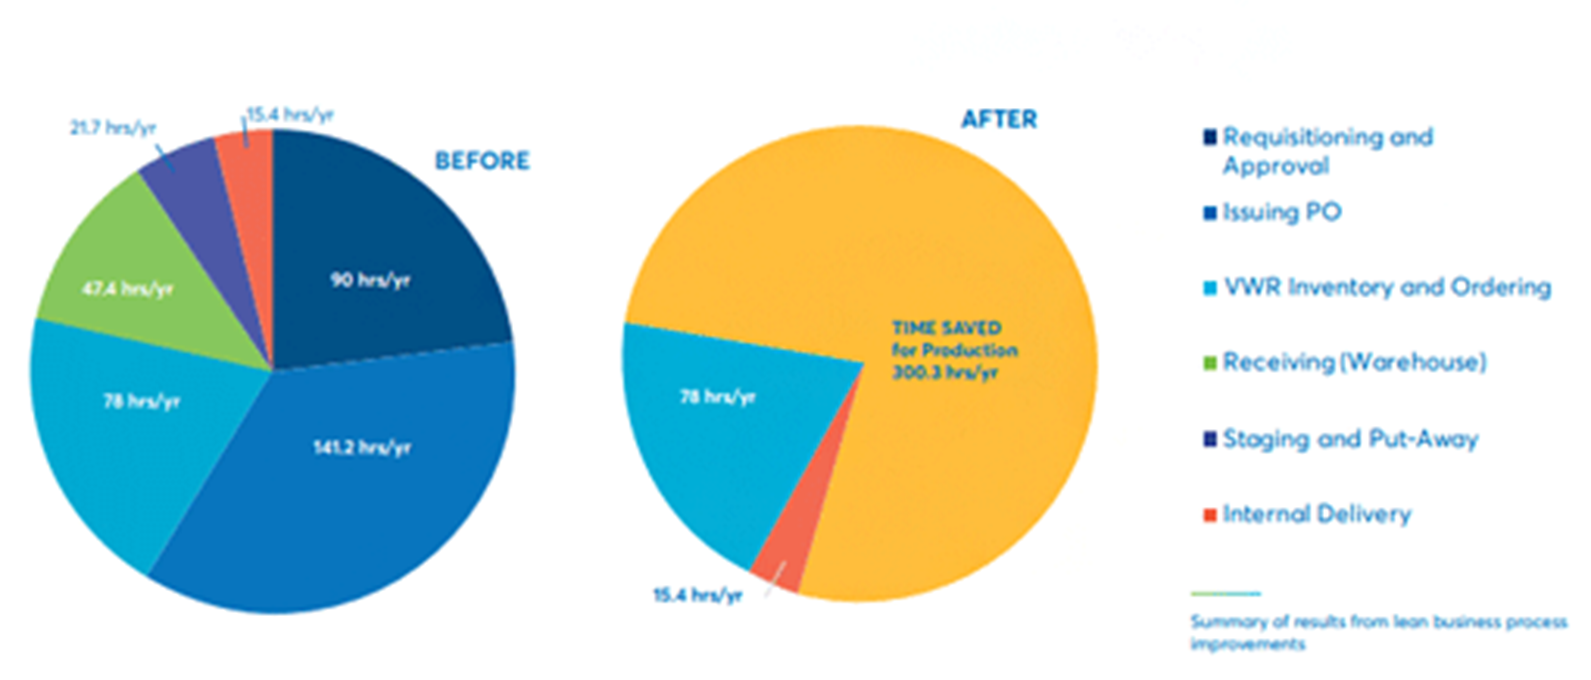 15.4 hrs/yr
21.7 hrs/yr
BEFORE
90 hrs/yr
47.4 hrs/yr
78 hrs/yr
141.2 hrs/yr
AFTER
TIME SAVED
for Production
300.3 hrs/yr
78 hrs/yr
15.4 hrs/yr
Requisitioning and
Approval
Issuing PO
VWR Inventory and Ordering
Receiving (Warehouse)
Staging and Put-Away
Internal Delivery
Summary of results from lean business process
improvements